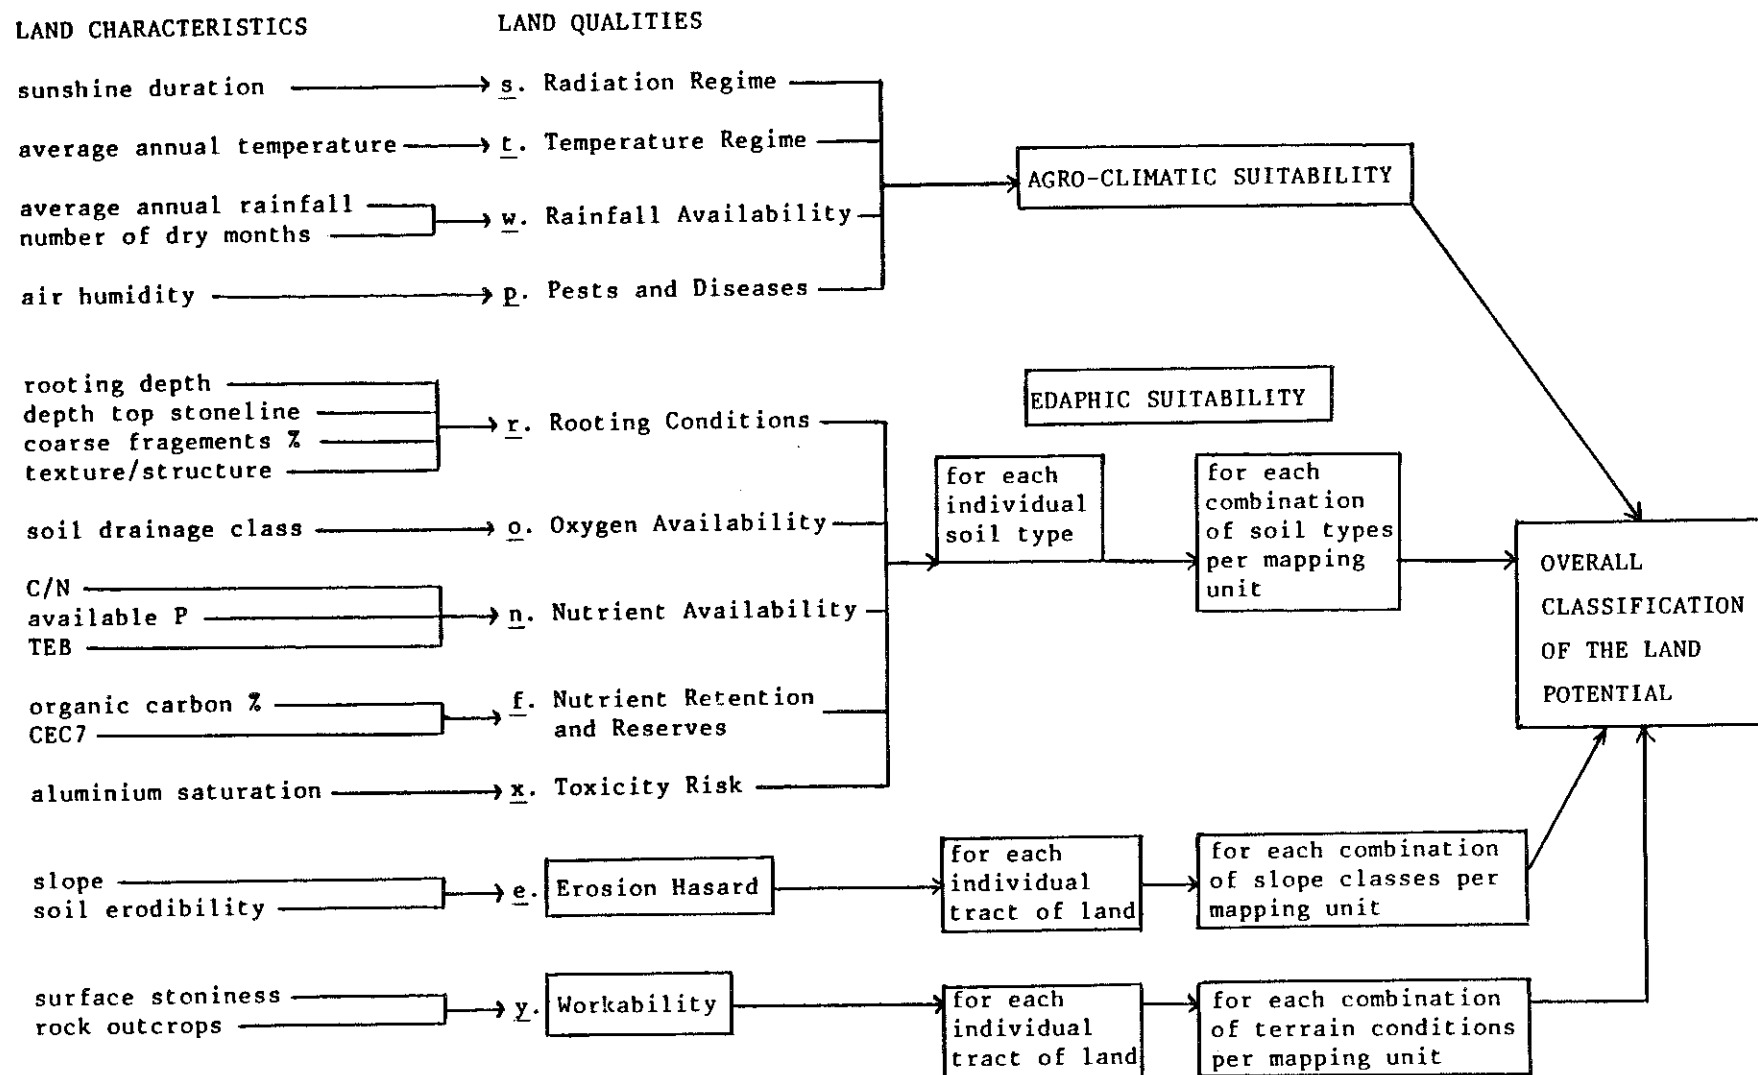 LAND CHARACTERISTICS
LAND QUALITIES
sunshine duration
s. Radiation Regime
average annual temperature
t. Temperature Regime
AGRO-CLIMATIC SUITABILITY
average annual rainfall
number of dry months
w. Rainfall Availability
air humidity
p. Pests and Diseases
rooting depth
depth top stoneline
coarse fragements %
texture/structure
r. Rooting Conditions
EDAPHIC SUITABILITY
for each
individual
soil type
for each
combination
of soil types
per mapping
unit
soil drainage class
o. Oxygen Availability
C/N
available P
TEB
n. Nutrient Availability
OVERALL
CLASSIFICATION
OF THE LAND
POTENTIAL
organic carbon %
CEC7
f. Nutrient Retention
and Reserves
aluminium saturation
x. Toxicity Risk
slope
soil erodibility
e. Erosion Hasard
for each
individual
tract of land
for each combination
of slope classes per
mapping unit
surface stoniness
rock outcrops
y. Workability
for each
individual
tract of land
for each combination
of terrain conditions
per mapping unit